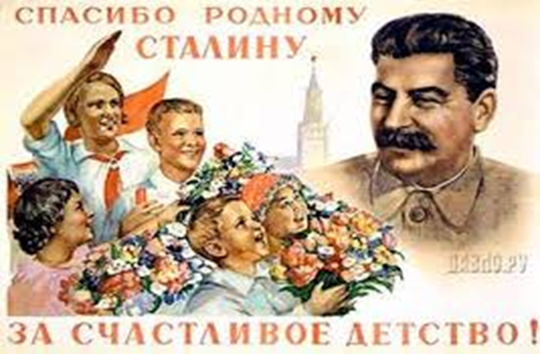 СПАСИБО РОДНОМУ
СТАЛИНУ
ЗА СЧАСТЛИВОЕ ДЕТСТВО!